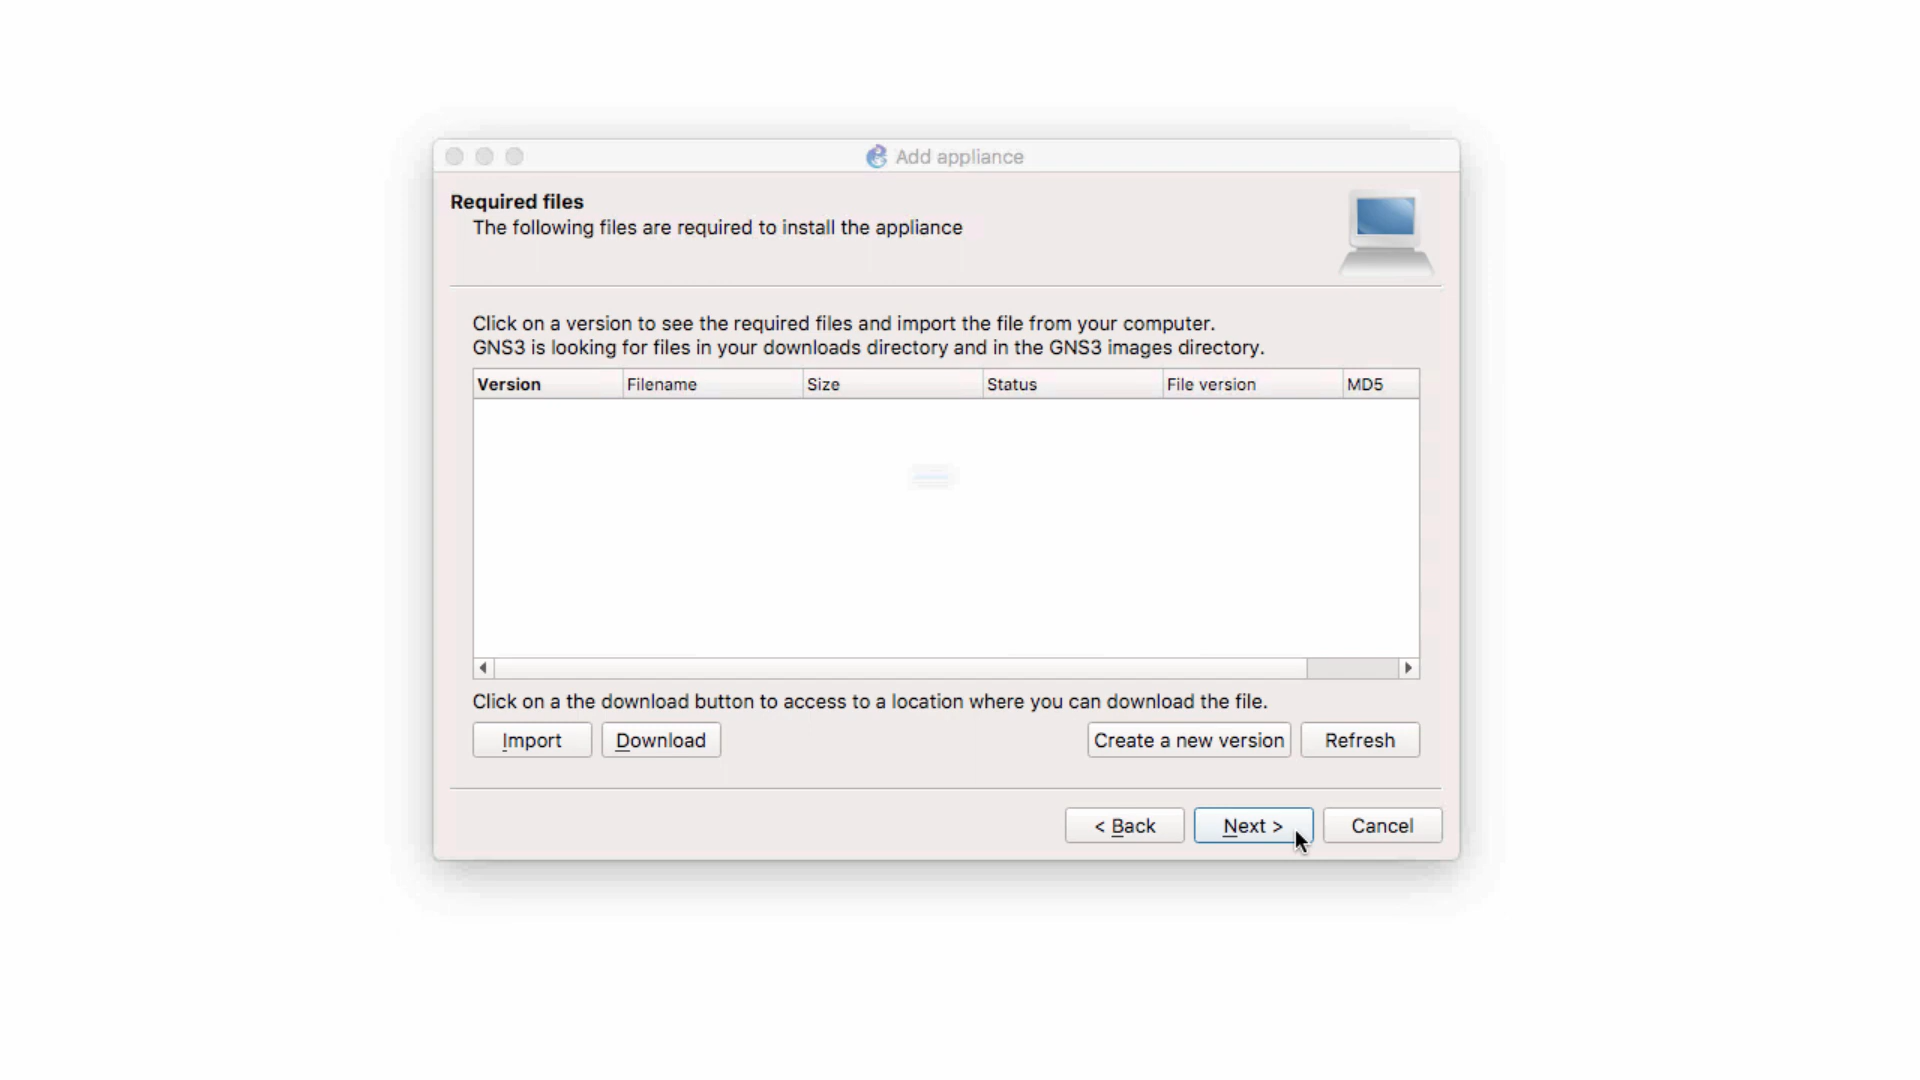 Add appliance
Required files
The following files are required to install the appliance
Click on a version to see the required files and import the file from your computer.
GNS3 is looking for files in your downloads directory and in the GNS3 images directory.
Version Filename Size Status File version MD5
Click on a the download button to access to a location where you can download the file.
Import Download Create a new version Refresh
< Back Next > Cancel